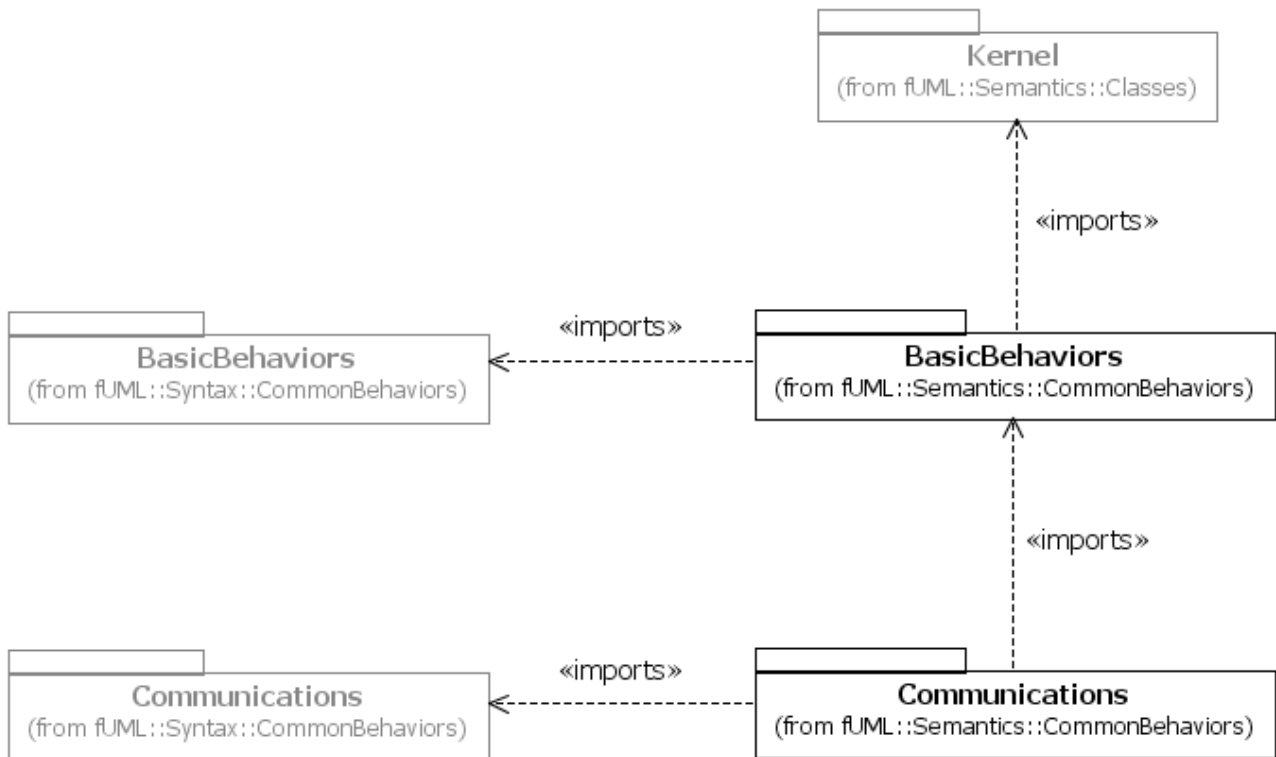 Kernel
(from fUML::Semantics::Classes)
«imports»
«imports»
BasicBehaviors
(from fUML::Syntax::CommonBehaviors)
BasicBehaviors
(from fUML::Semantics::CommonBehaviors)
«imports»
«imports»
Communications
(from fUML::Syntax::CommonBehaviors)
Communications
(from fUML::Semantics::CommonBehaviors)